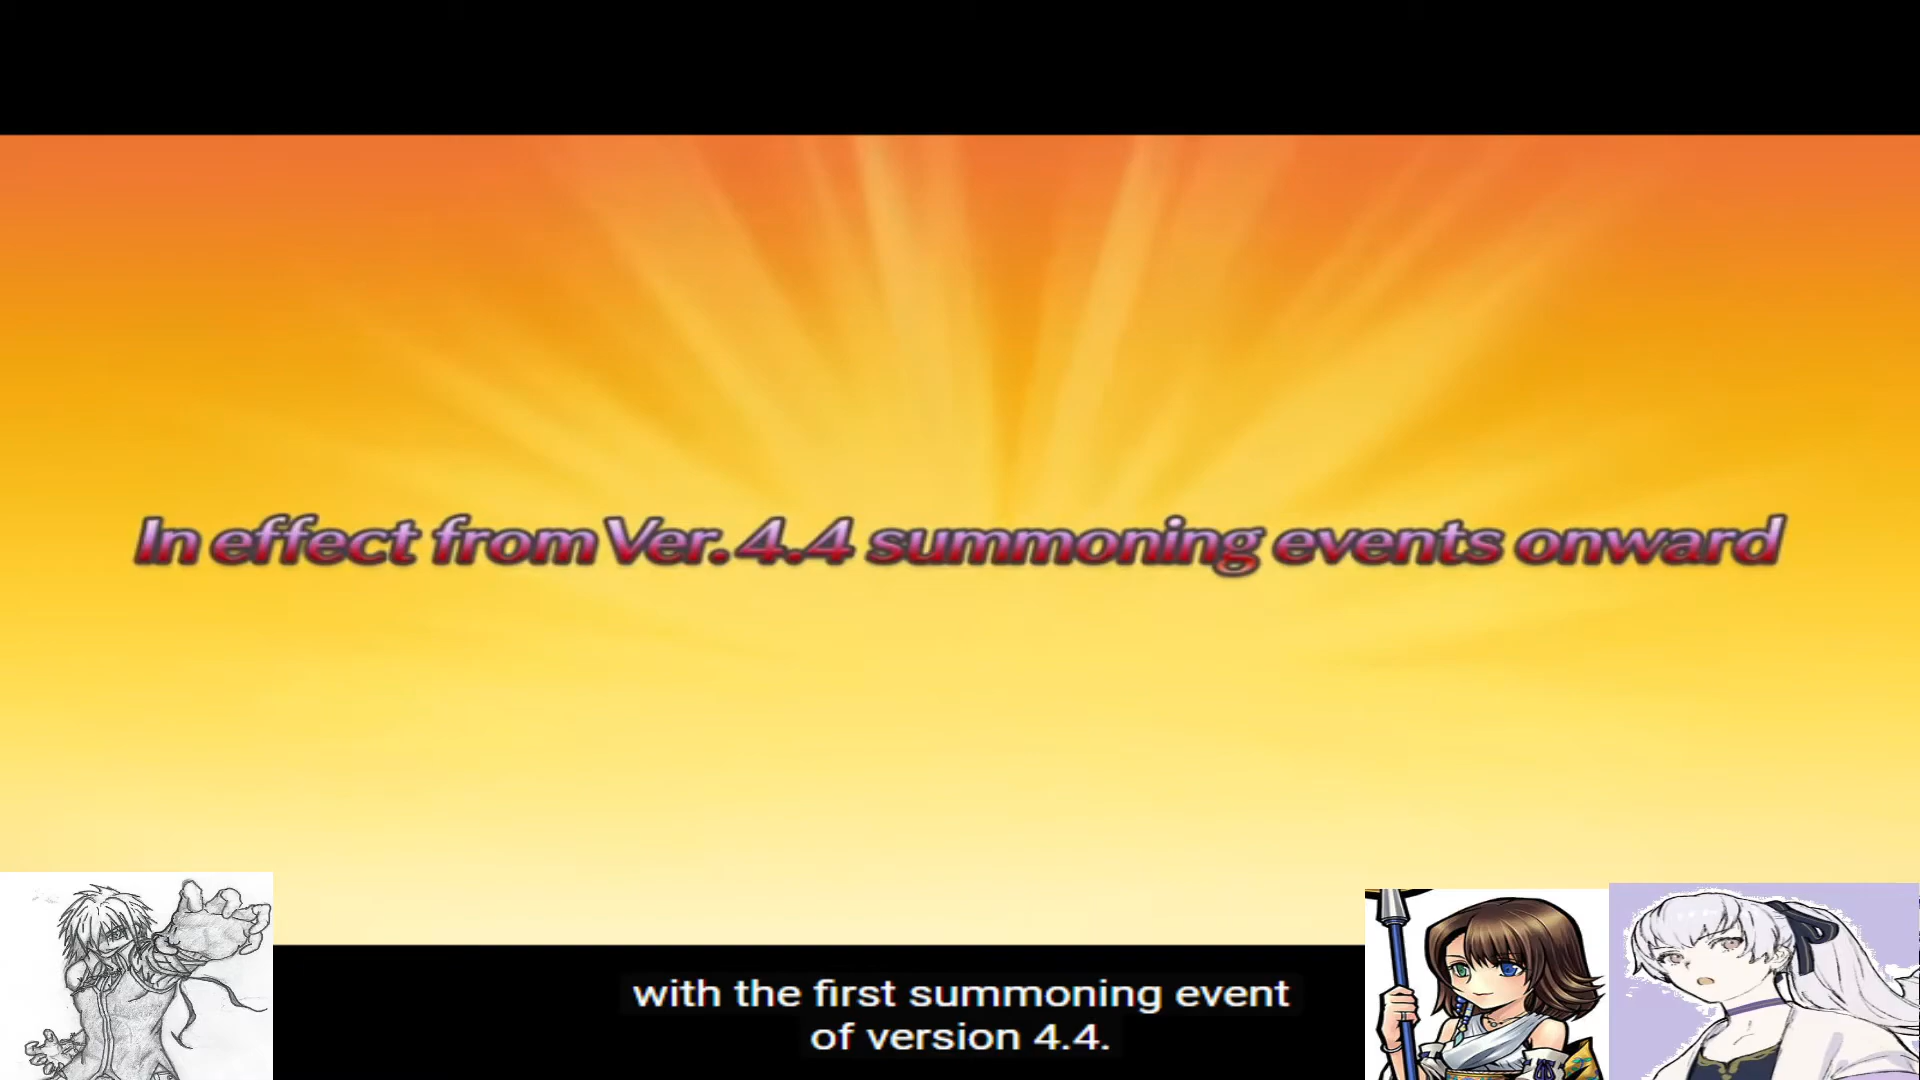 In effect from Ver. 4.4 summoning events onward
with the first summoning event
of version 4.4.